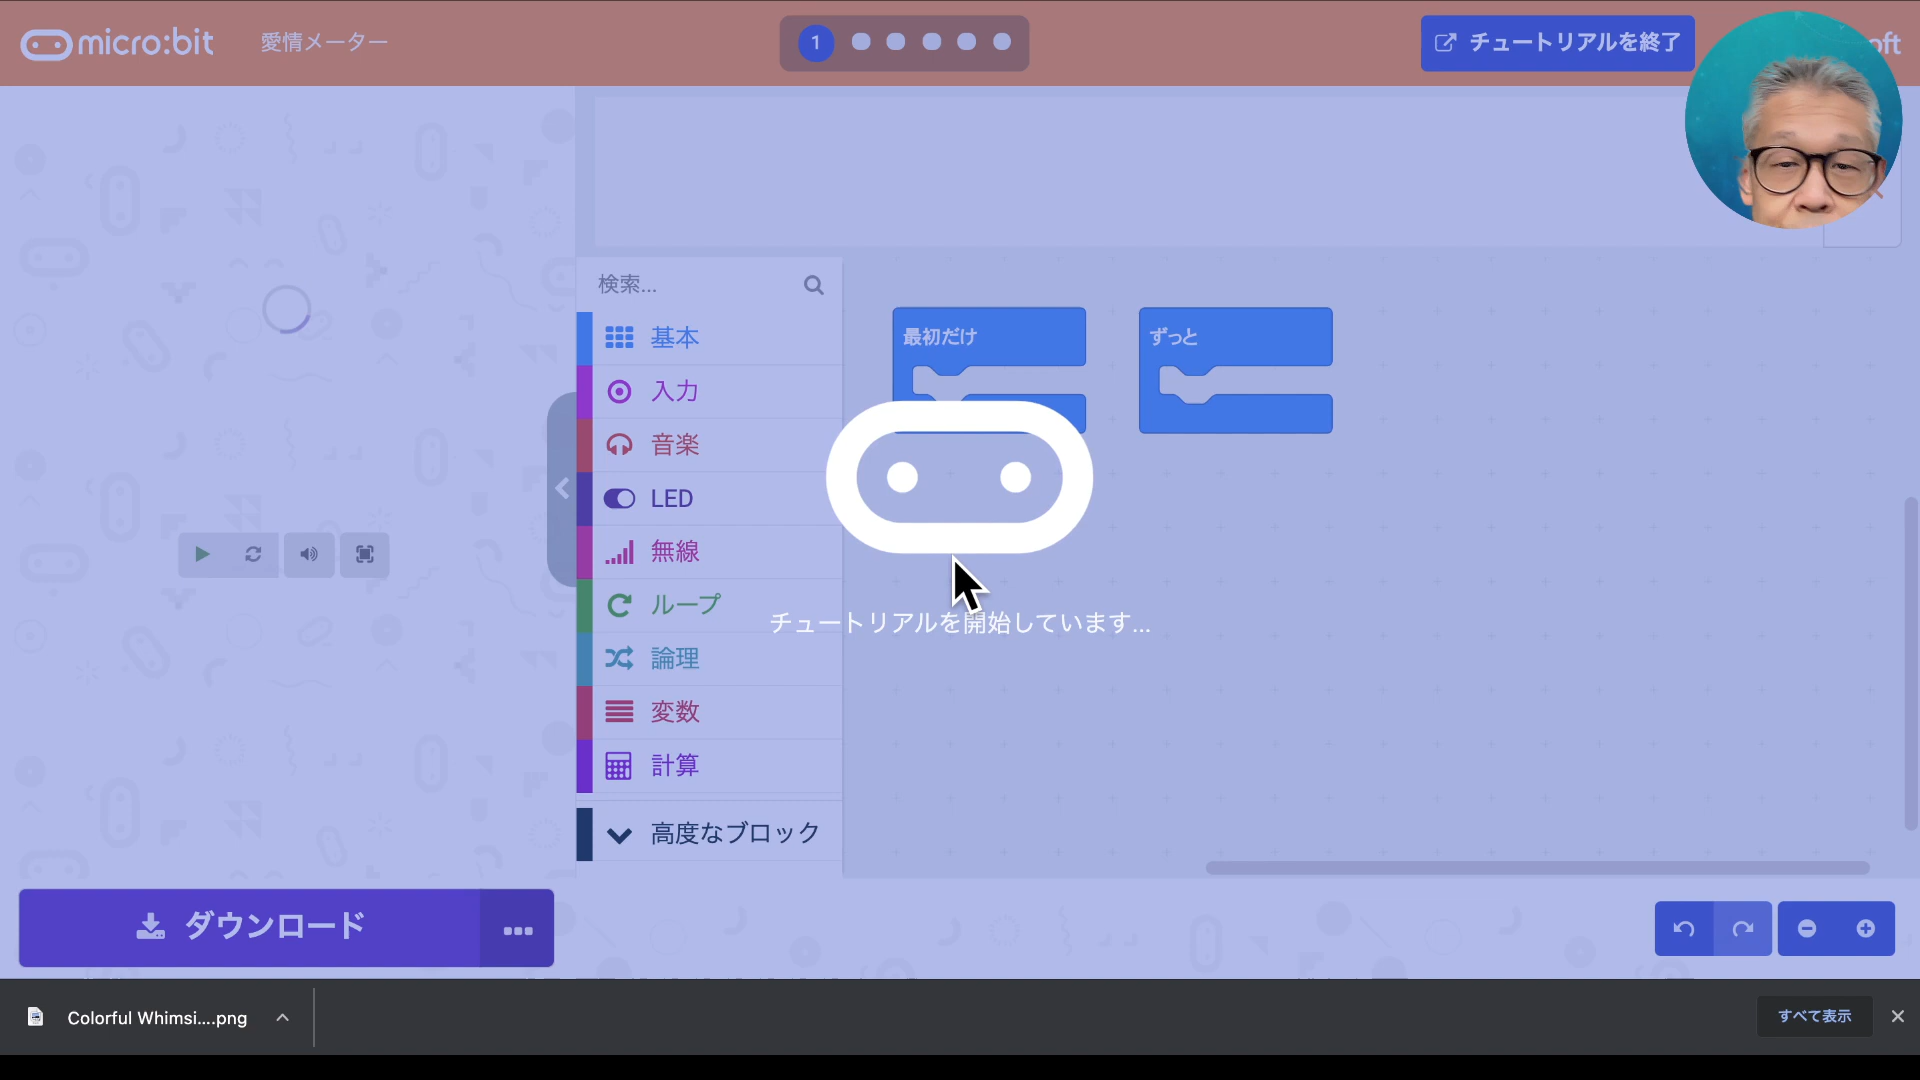 micro:bit
愛情メーター
1
チュートリアルを終了
oft
検索...
基本
入力
音楽
LED
無線
ループ
論理
変数
計算
高度なブロック
最初だけ
ずっと
チュートリアルを開始しています...
ダウンロード
Colorful Whimsi....png
すべて表示